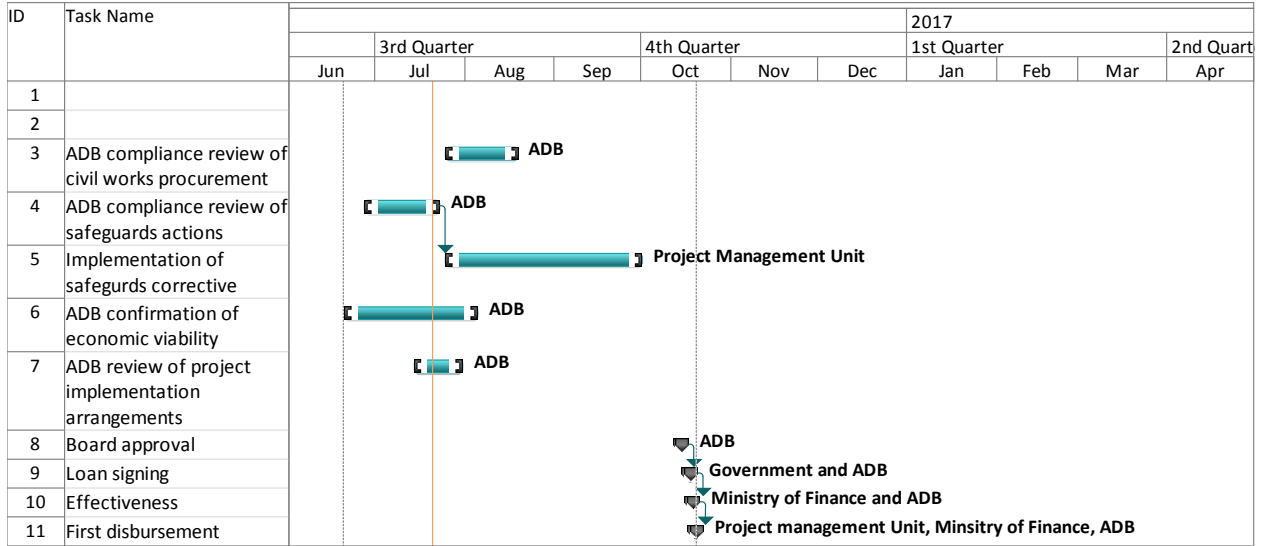 ID Task Name
2017
3rd Quarter 4th Quarter 1st Quarter 2nd Quart
Jun Jul Aug Sep Oct Nov Dec Jan Feb Mar Apr
1
2
3 ADB compliance review of ADB
civil works procurement
4 ADB compliance review of ADB
safeguards actions
5 Implementation of Project Management Unit
safegurds corrective
6 ADB confirmation of ADB
economic viability
7 ADB review of project ADB
implementation
arrangements
8 Board approval ADB
9 Loan signing Government and ADB
10 Effectiveness Ministry of Finance and ADB
11 First disbursement Project management Unit, Minsitry of Finance, ADB